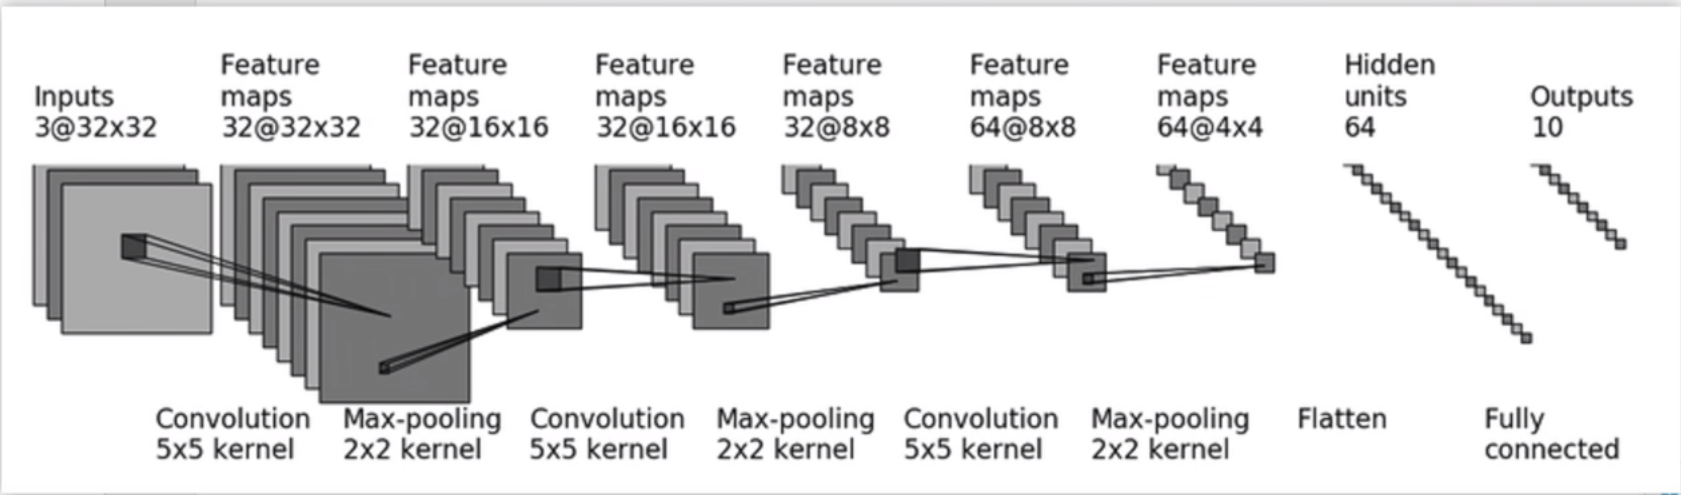 Inputs
3@32x32
Feature
maps
32@32x32
Feature
maps
32@16x16
Feature
maps
32@16x16
Feature
maps
32@8x8
Feature
maps
64@8x8
Feature
maps
64@4x4
Hidden
units
64
Outputs
10
Convolution
5x5 kernel
Max-pooling
2x2 kernel
Convolution
5x5 kernel
Max-pooling
2x2 kernel
Convolution
5x5 kernel
Max-pooling
2x2 kernel
Flatten
Fully
connected